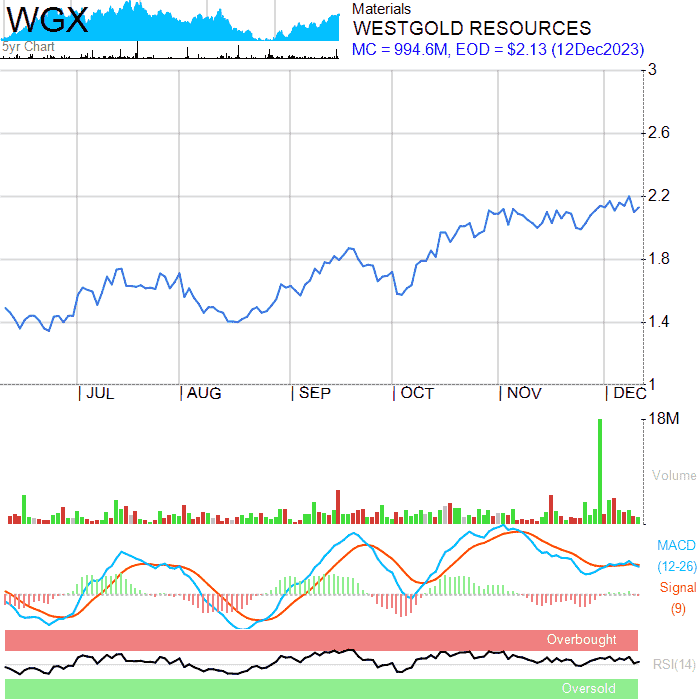 WGX
5yr Chart
Materials
WESTGOLD RESOURCES
MC = 994.6M, EOD = $2.13 (12Dec2023)
3
2.6
2.2
1.8
1.4
1
JUL AUG SEP OCT NOV DEC
18M
Volume
MACD
(12-26)
Signal
(9)
Overbought
RSI(14)
Oversold